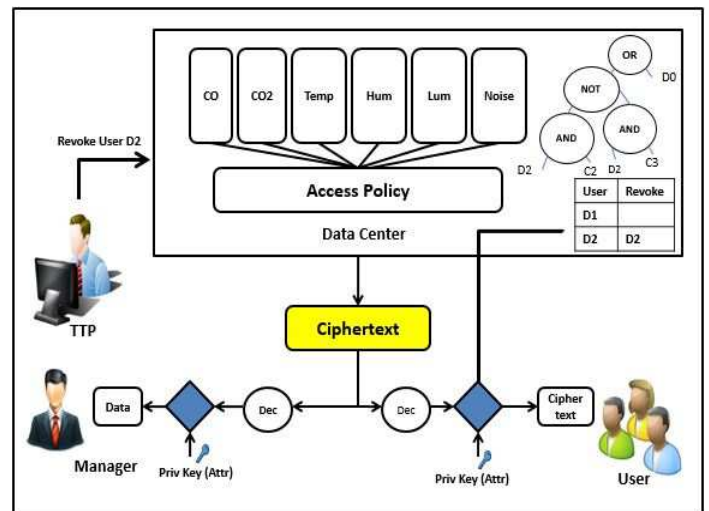 OR
D0
NOT
AND
AND
D2
C2
D2
C3
CO
CO2
Temp
Hum
Lum
Noise
Revoke User D2
Access Policy
User Revoke
D1
D2 D2
Data Center
TTP
Ciphertext
Data
Dec
Dec
Cipher
text
Manager
Priv Key (Attr)
Priv Key (Attr)
User